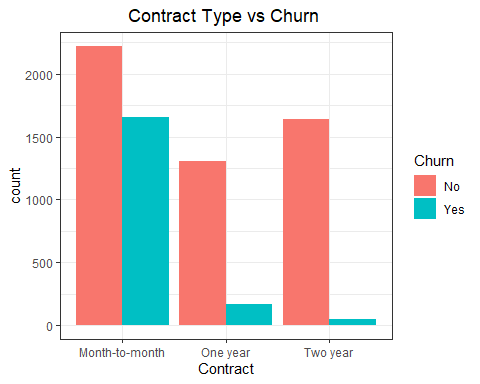 Contract Type vs Churn
2000
1500
1000
500
0
count
Month-to-month
One year
Two year
Contract
Churn
No
Yes